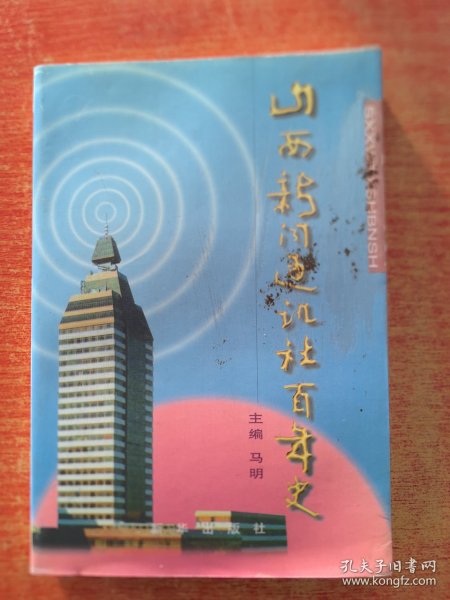 山西新闻通讯社百年史
主编 马明
新华出版社
SHENSH
孔夫子旧书网
www.kongfz.com